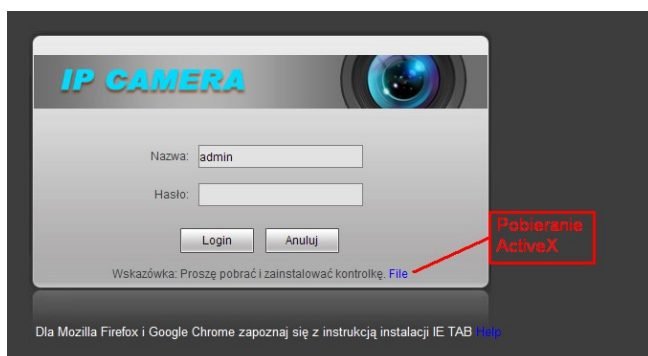 IP CAMERA
Nazwa: admin
Hasło:
Login Anuluj
Pobieranie
ActiveX
Wskazówka: Proszę pobrać i zainstalować kontrolkę. File
Dla Mozilla Firefox i Google Chrome zapoznaj się z instrukcją instalacji IE TAB Help